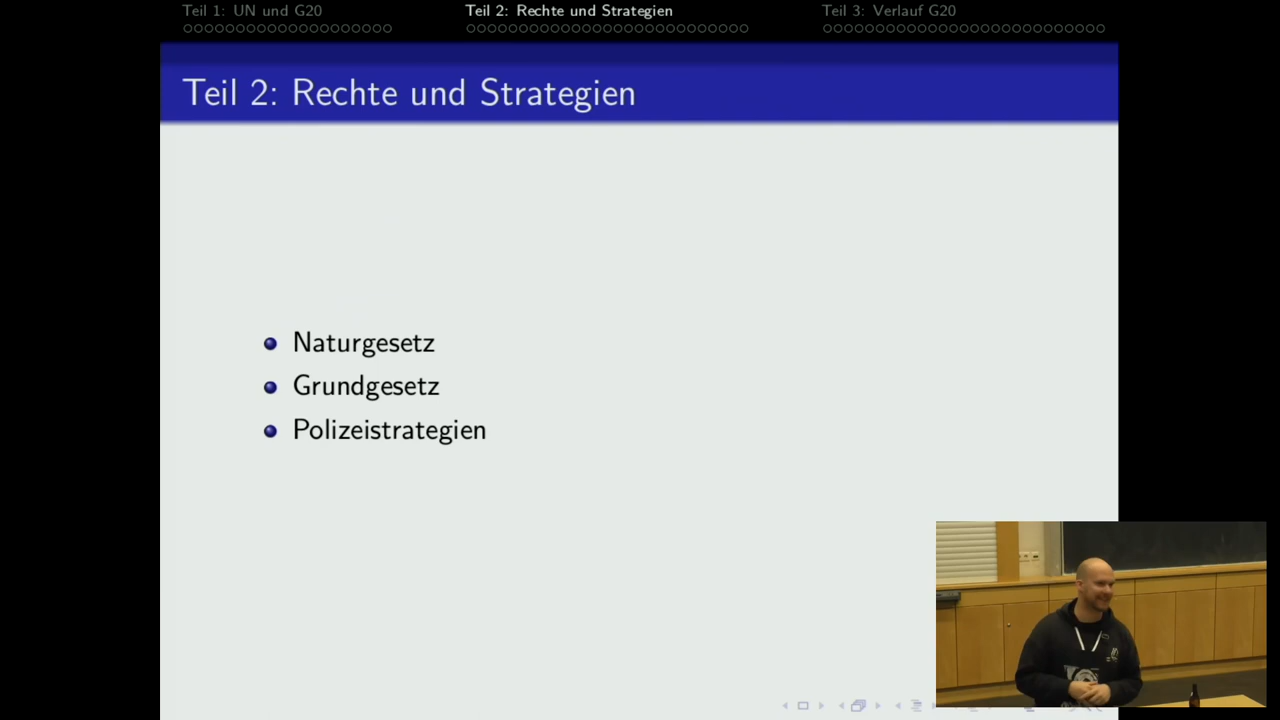 Teil 1: UN und G20 Teil 2: Rechte und Strategien Teil 3: Verlauf G20
Teil 2: Rechte und Strategien
Naturgesetz
Grundgesetz
Polizeistrategien